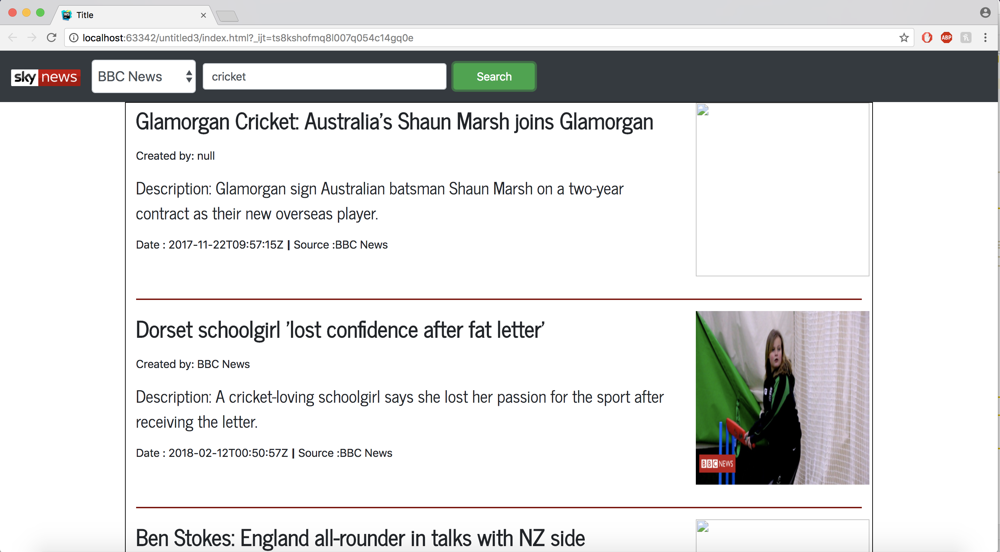 WS Title
localhost:63342/untitled3/index.html?_ijt=ts8kshofmq8l007q054c14gq0e
ABP
sky news
BBC News
cricket
Search
Glamorgan Cricket: Australia's Shaun Marsh joins Glamorgan
Created by: null
Description: Glamorgan sign Australian batsman Shaun Marsh on a two-year
contract as their new overseas player.
Date : 2017-11-22T09:57:15Z | Source :BBC News
Dorset schoolgirl 'lost confidence after fat letter'
Created by: BBC News
Description: A cricket-loving schoolgirl says she lost her passion for the sport after
receiving the letter.
Date : 2018-02-12T00:50:57Z | Source :BBC News
BBC NEWS
Ben Stokes: England all-rounder in talks with NZ side